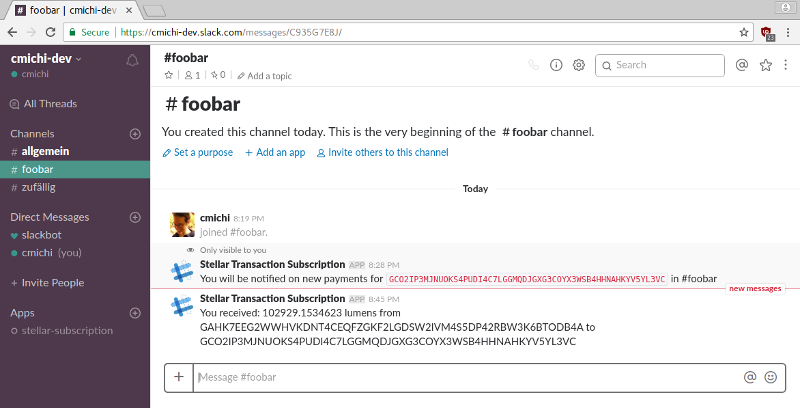 foobar | cmichi-dev
Secure | https://cmichi-dev.slack.com/messages/C935G7E8J/
cmichi-dev
cmichi
All Threads
Channels
# allgemein
# foobar
# zufällig
Direct Messages
slackbot
cmichi (you)
+ Invite People
Apps
stellar-subscription
#foobar
1 | 0 | Add a topic
Search
# foobar
You created this channel today. This is the very beginning of the # foobar channel.
Set a purpose + Add an app Invite others to this channel
Today
cmichi 8:19 PM
joined #foobar.
Only visible to you
Stellar Transaction Subscription APP 8:28 PM
You will be notified on new payments for GCO2IP3MJNUOKS4PUDI4C7LGGMQDJGXG3COYX3WSB4HHNAHKYV5YL3VC in #foobar
new messages
Stellar Transaction Subscription APP 8:45 PM
You received: 102929.1534623 lumens from
GAHK7EEG2WWHVKDNT4CEQFZGKF2LGDSW2IVM4S5DP42RBW3K6BTODB4A to
GCO2IP3MJNUOKS4PUDI4C7LGGMQDJGXG3COYX3WSB4HHNAHKYV5YL3VC
+ Message #foobar